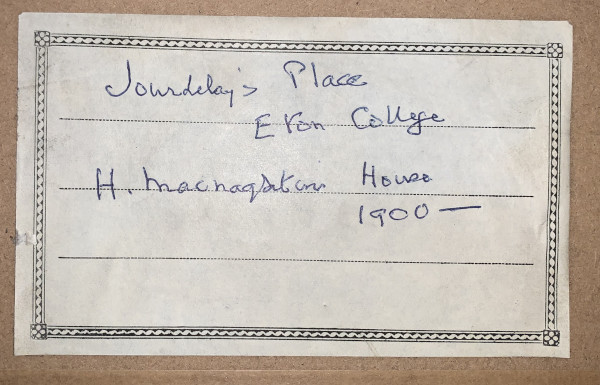 Jourdelay's Place
Eton College
H. Macnaghten House
1900 —